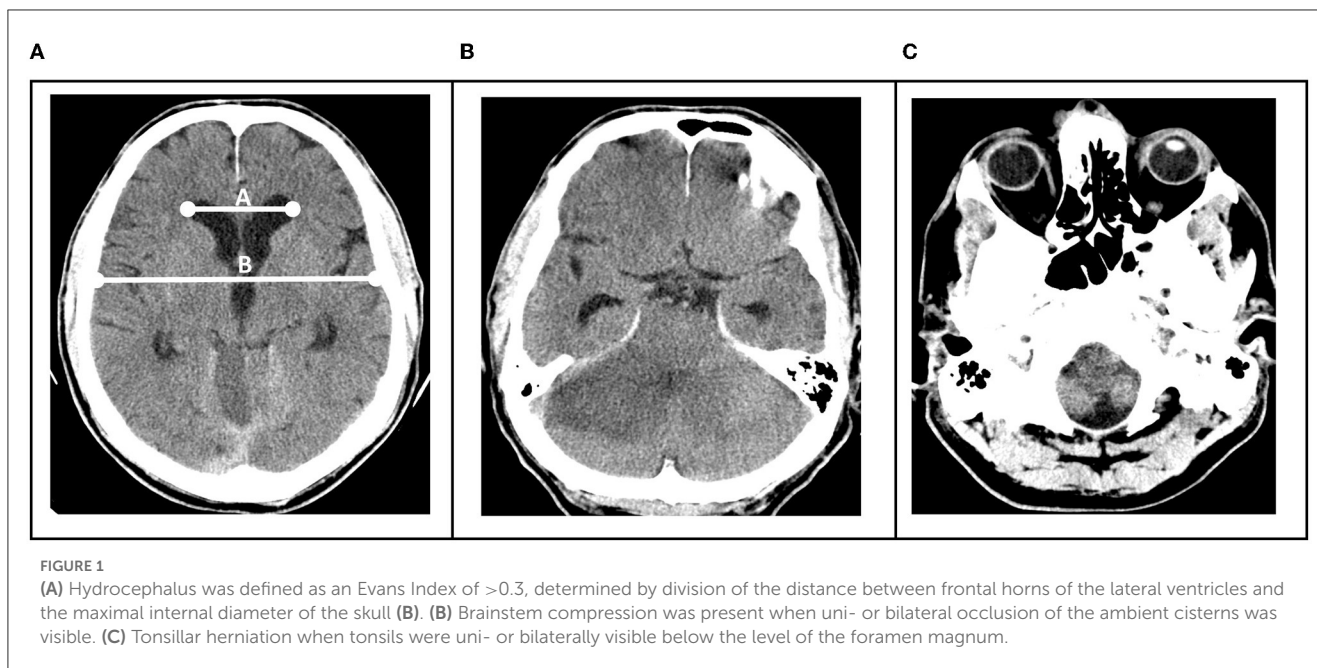 A
B
C
A
B
FIGURE 1
(A) Hydrocephalus was defined as an Evans Index of >0.3, determined by division of the distance between frontal horns of the lateral ventricles and
the maximal internal diameter of the skull (B). (B) Brainstem compression was present when uni- or bilateral occlusion of the ambient cisterns was
visible. (C) Tonsillar herniation when tonsils were uni- or bilaterally visible below the level of the foramen magnum.